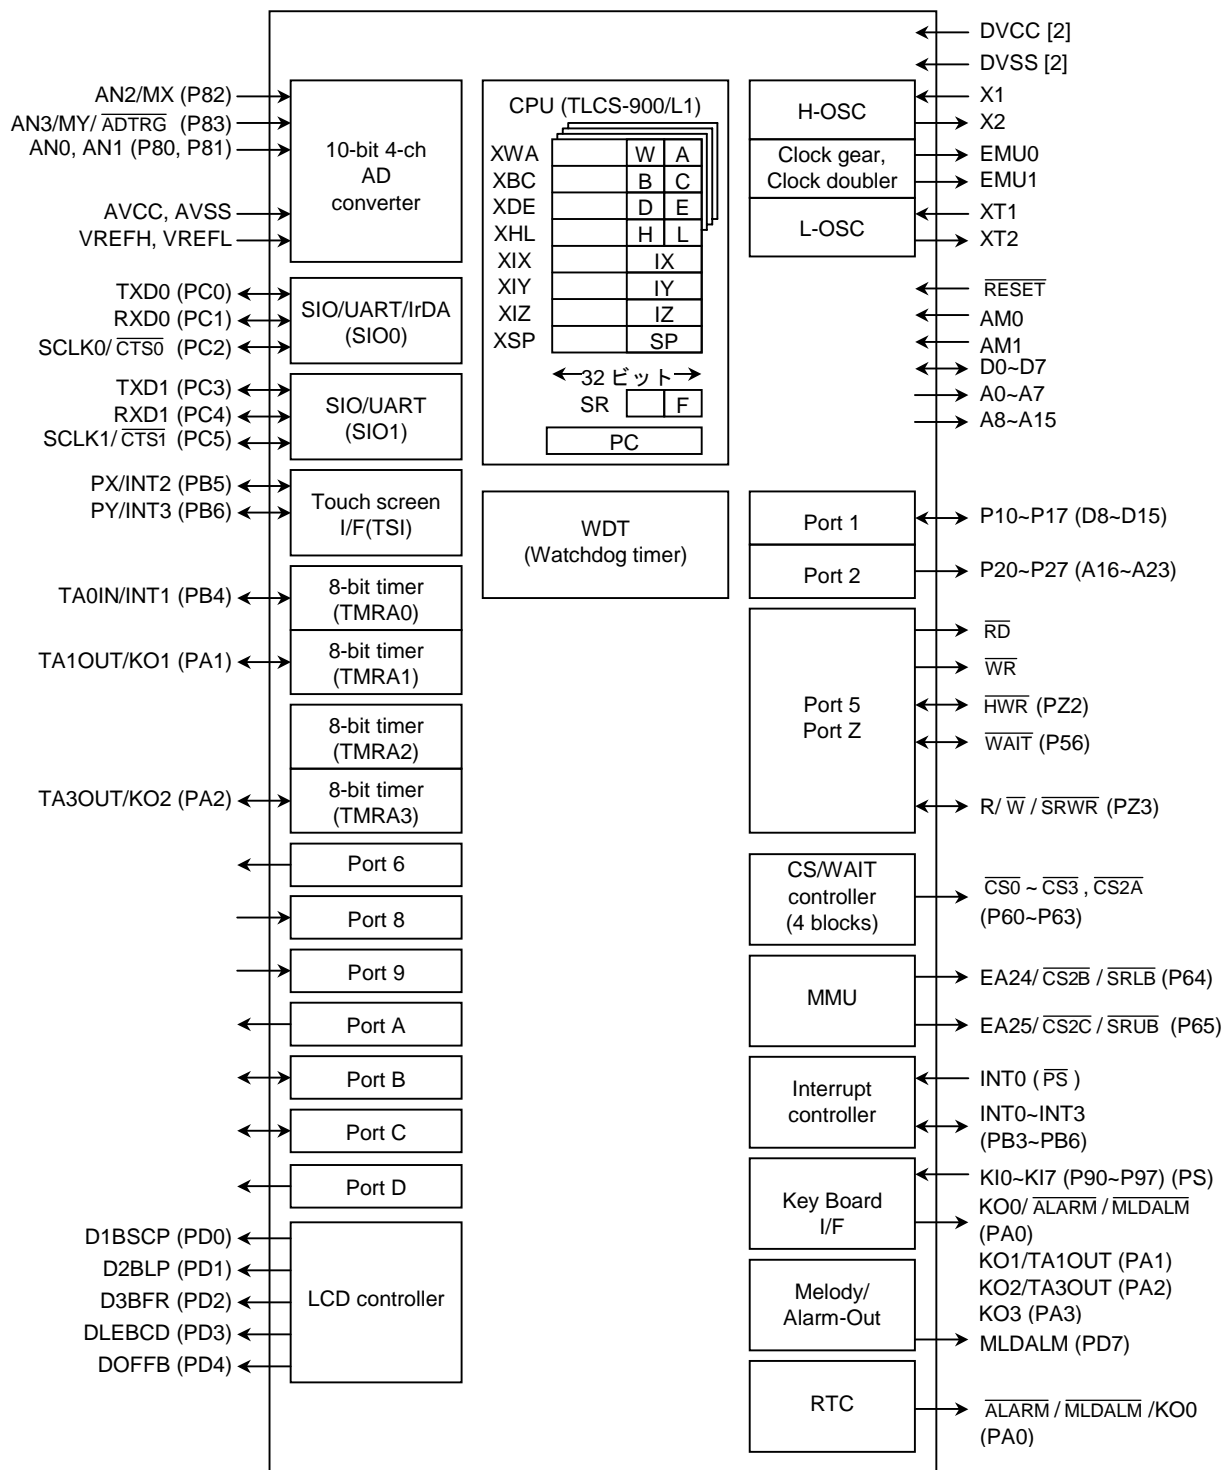 DVCC [2]
DVSS [2]
AN2/MX (P82)
AN3/MY/ ADTRG (P83)
AN0, AN1 (P80, P81)
AVCC, AVSS
VREFH, VREFL
10-bit 4-ch
AD
converter
TXD0 (PC0)
RXD0 (PC1)
SCLK0/ CTS0 (PC2)
SIO/UART/IrDA
(SIO0)
TXD1 (PC3)
RXD1 (PC4)
SCLK1/ CTS1 (PC5)
SIO/UART
(SIO1)
PX/INT2 (PB5)
PY/INT3 (PB6)
Touch screen
I/F(TSI)
TA0IN/INT1 (PB4)
8-bit timer
(TMRA0)
TA1OUT/KO1 (PA1)
8-bit timer
(TMRA1)
8-bit timer
(TMRA2)
TA3OUT/KO2 (PA2)
8-bit timer
(TMRA3)
Port 6
Port 8
Port 9
Port A
Port B
Port C
Port D
D1BSCP (PD0)
D2BLP (PD1)
D3BFR (PD2)
DLEBCD (PD3)
DOFFB (PD4)
LCD controller
CPU (TLCS-900/L1)
XWA W A
XBC B C
XDE D E
XHL H L
XIX IX
XIY IY
XIZ IZ
XSP SP
32 ビット
SR F
PC
WDT
(Watchdog timer)
H-OSC
X1
X2
Clock gear,
Clock doubler
EMU0
EMU1
L-OSC
XT1
XT2
RESET
AM0
AM1
D0~D7
A0~A7
A8~A15
Port 1
P10~P17 (D8~D15)
Port 2
P20~P27 (A16~A23)
Port 5
Port Z
RD
WR
HWR (PZ2)
WAIT (P56)
R/ W / SRWR (PZ3)
CS/WAIT
controller
(4 blocks)
CS0 ~ CS3 , CS2A
(P60~P63)
MMU
EA24/ CS2B / SRLB (P64)
EA25/ CS2C / SRUB (P65)
Interrupt
controller
INT0 ( PS )
INT0~INT3
(PB3~PB6)
Key Board
I/F
KI0~KI7 (P90~P97) (PS)
KO0/ ALARM / MLDALM
(PA0)
KO1/TA1OUT (PA1)
KO2/TA3OUT (PA2)
KO3 (PA3)
Melody/
Alarm-Out
MLDALM (PD7)
RTC
ALARM / MLDALM /KO0
(PA0)